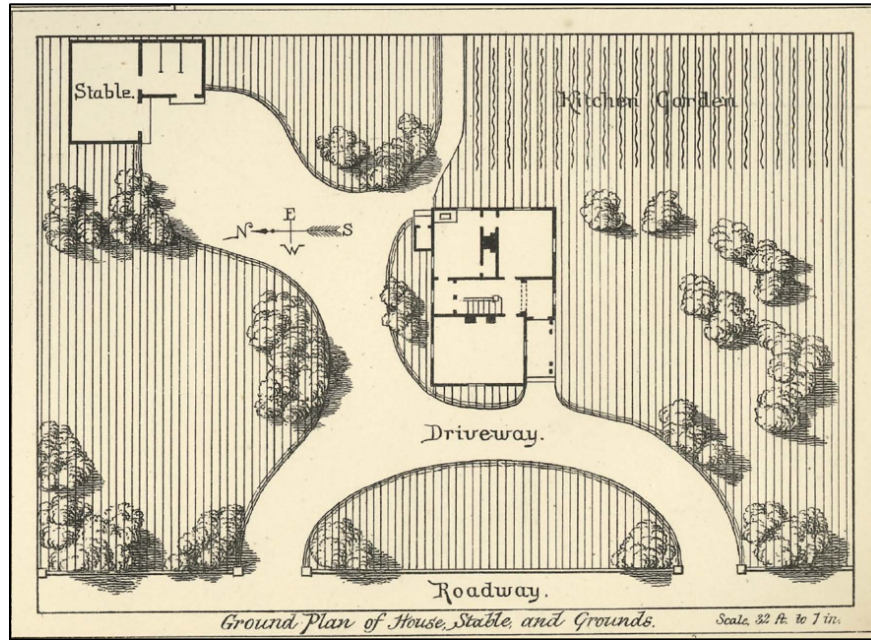 Stable.
Kitchen Garden
E
N S
W
Driveway.
Roadway.
Ground Plan of House, Stable, and Grounds.
Scale, 32 ft. to 1 in.